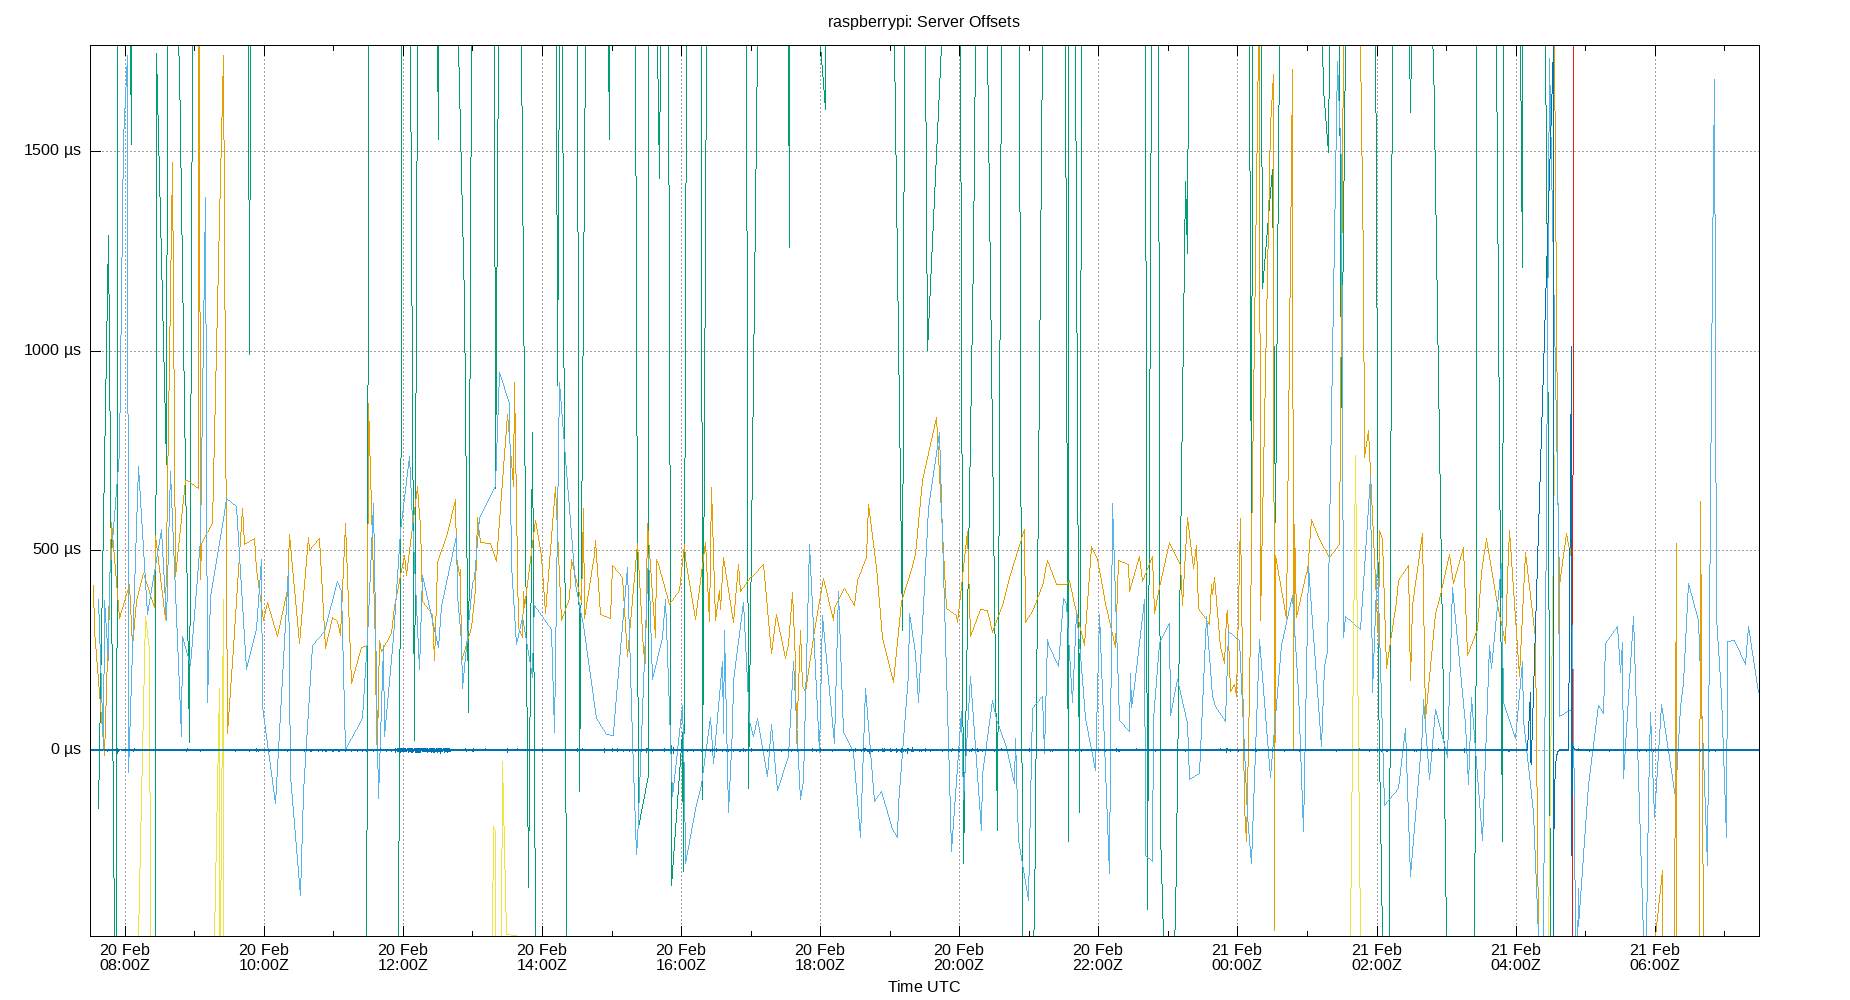 raspberrypi: Server Offsets
1500 µs
1000 µs
500 µs
0 µs
20 Feb 20 Feb 20 Feb 20 Feb 20 Feb 20 Feb 20 Feb 20 Feb 21 Feb 21 Feb 21 Feb 21 Feb
08:00Z 10:00Z 12:00Z 14:00Z 16:00Z 18:00Z 20:00Z 22:00Z 00:00Z 02:00Z 04:00Z 06:00Z
Time UTC